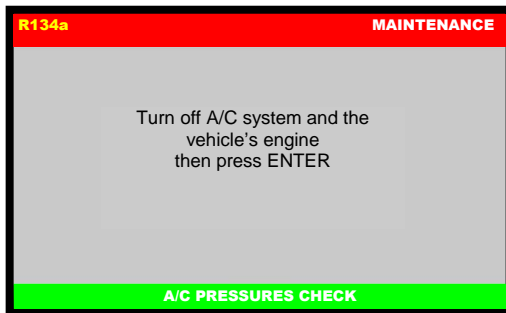 R134a MAINTENANCE
Turn off A/C system and the
vehicle's engine
then press ENTER
A/C PRESSURES CHECK